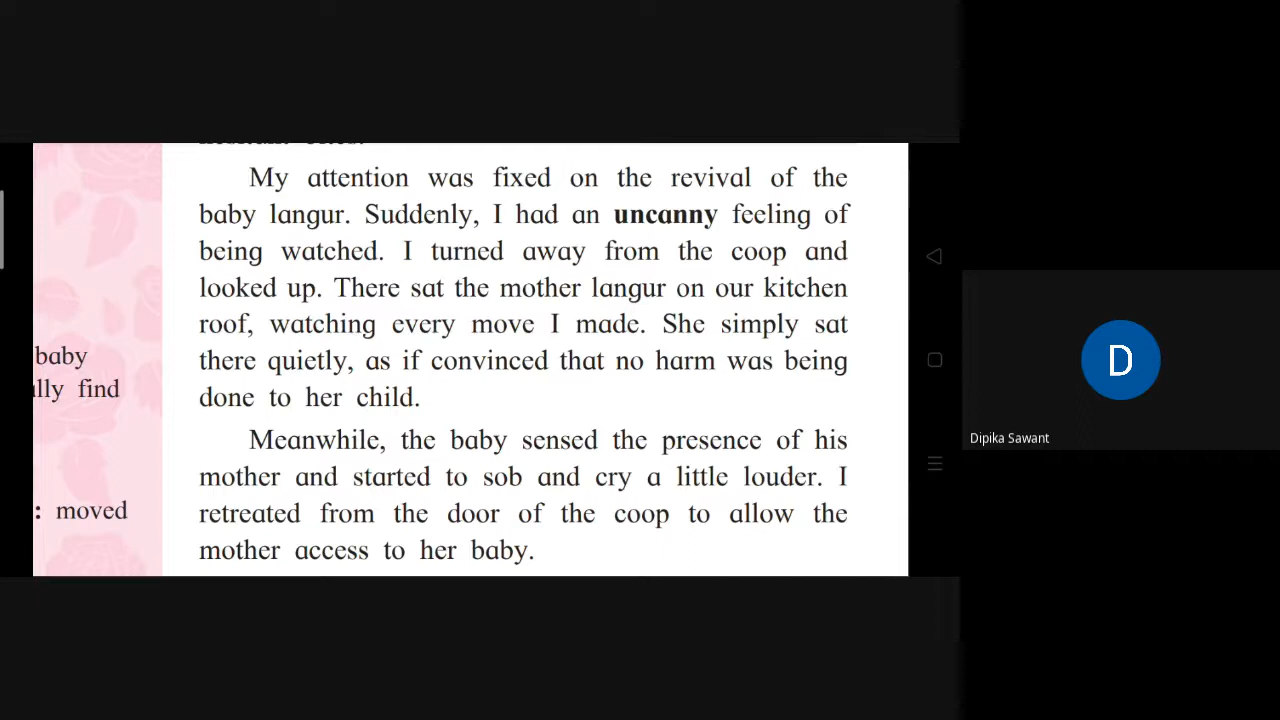 My attention was fixed on the revival of the
baby langur. Suddenly, I had an uncanny feeling of
being watched. I turned away from the coop and
looked up. There sat the mother langur on our kitchen
roof, watching every move I made. She simply sat
there quietly, as if convinced that no harm was being
done to her child.
Meanwhile, the baby sensed the presence of his
mother and started to sob and cry a little louder. I
retreated from the door of the coop to allow the
mother access to her baby.
baby
find
: moved
D
Dipika Sawant